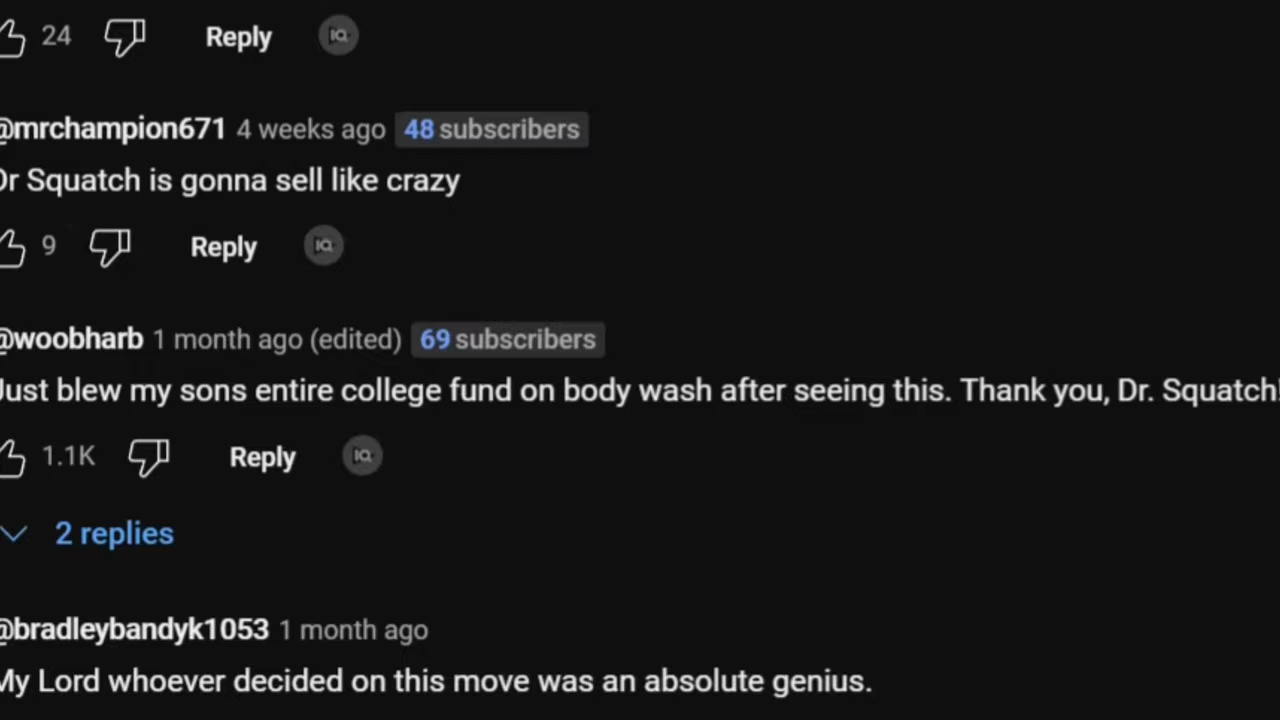 24 Reply IQ
@mrchampion671 4 weeks ago 48 subscribers
Dr Squatch is gonna sell like crazy
9 Reply IQ
@woobharb 1 month ago (edited) 69 subscribers
Just blew my sons entire college fund on body wash after seeing this. Thank you, Dr. Squatch!
1.1K Reply IQ
2 replies
@bradleybandyk1053 1 month ago
My Lord whoever decided on this move was an absolute genius.